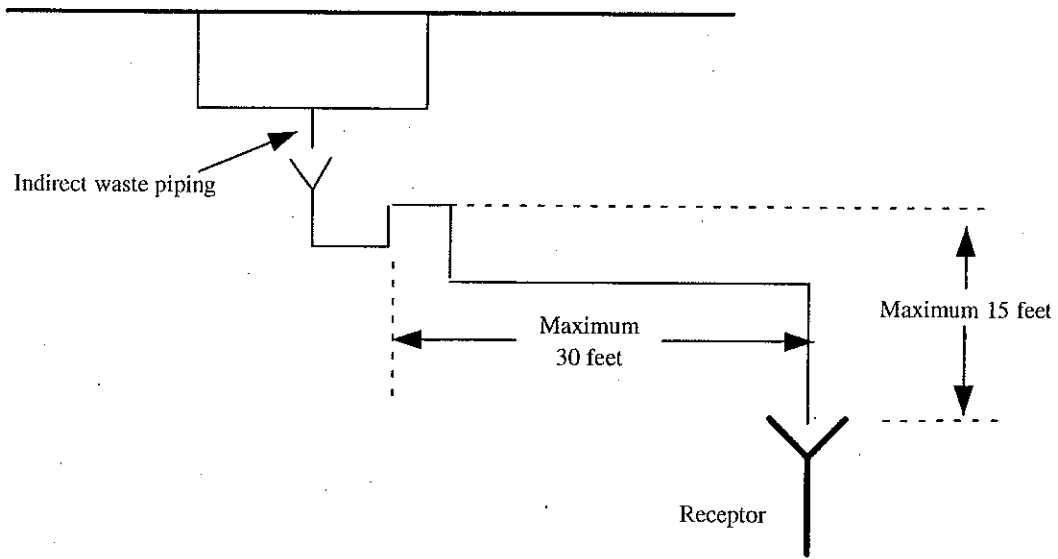 Indirect waste piping
Maximum 15 feet
Maximum
30 feet
Receptor